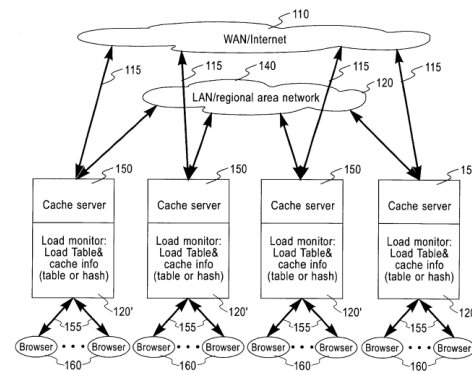 110
WAN/Internet
115
115
140
115
120
115
LAN/regional area network
150
150
150
Cache server
Cache server
Cache server
Cache server
Load monitor:
Load Table&
cache info
(table or hash)
Load monitor:
Load Table&
cache info
(table or hash)
Load monitor:
Load Table&
cache info
(table or hash)
Load monitor:
Load Table&
cache info
(table or hash)
120'
120'
120'
155
155
155
155
Browser
Browser
Browser
Browser
Browser
Browser
Browser
160
160
160
160